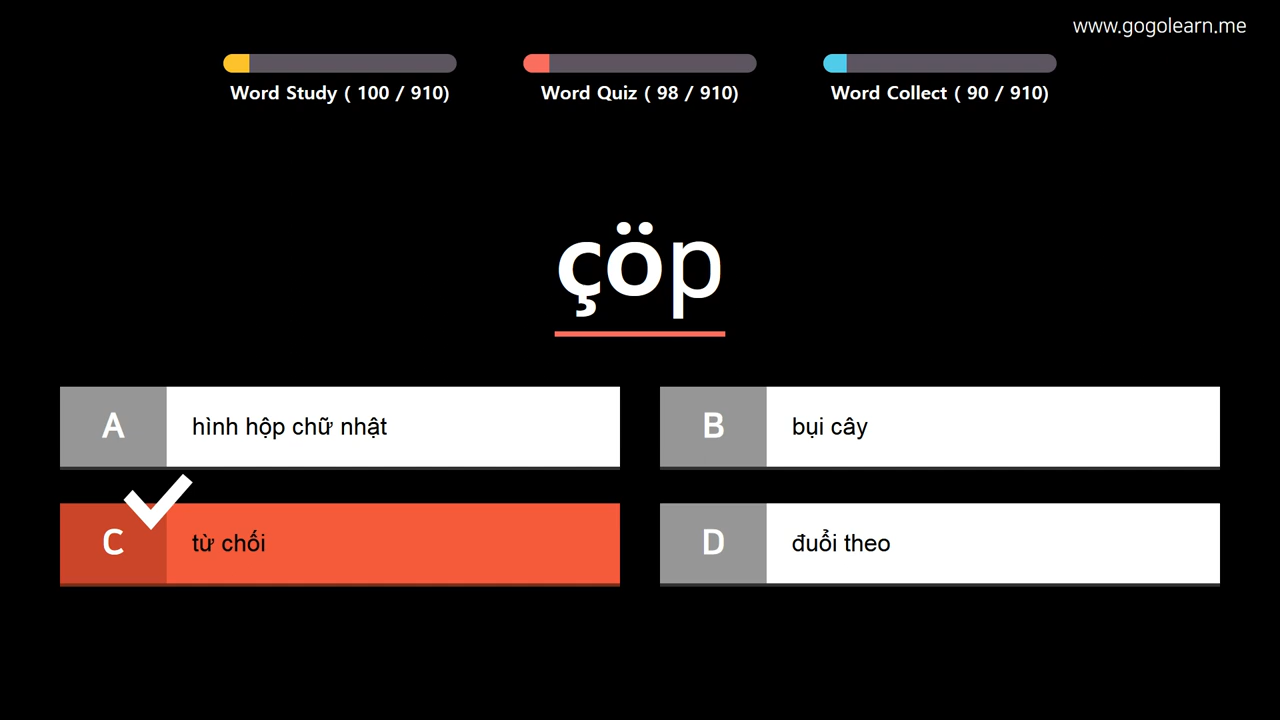 www.gogolearn.me
Word Study ( 100 / 910)
Word Quiz ( 98 / 910)
Word Collect ( 90 / 910)
çöp
A hình hộp chữ nhật
B bụi cây
C từ chối
D đuổi theo